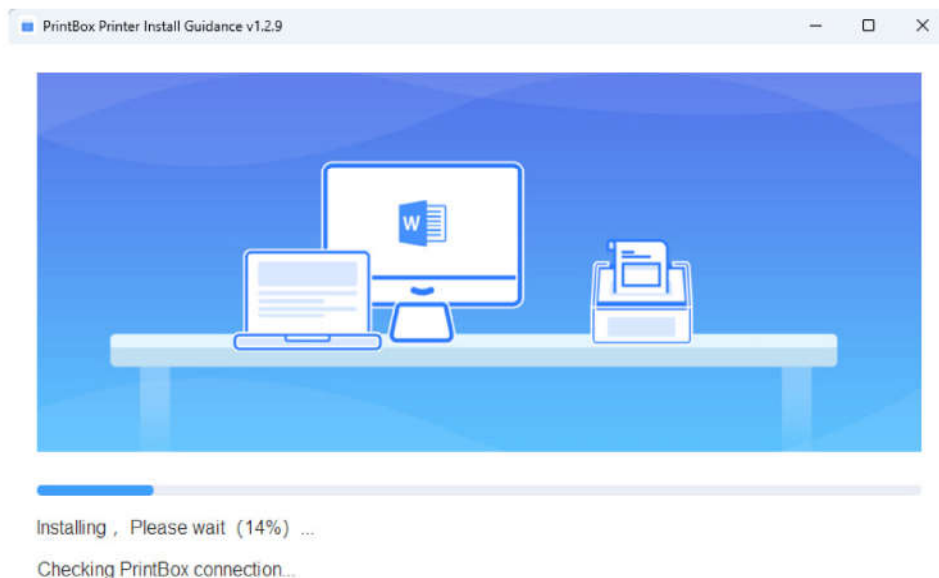 PrintBox Printer Install Guidance v1.2.9
W
Installing , Please wait (14%) ...
Checking PrintBox connection...